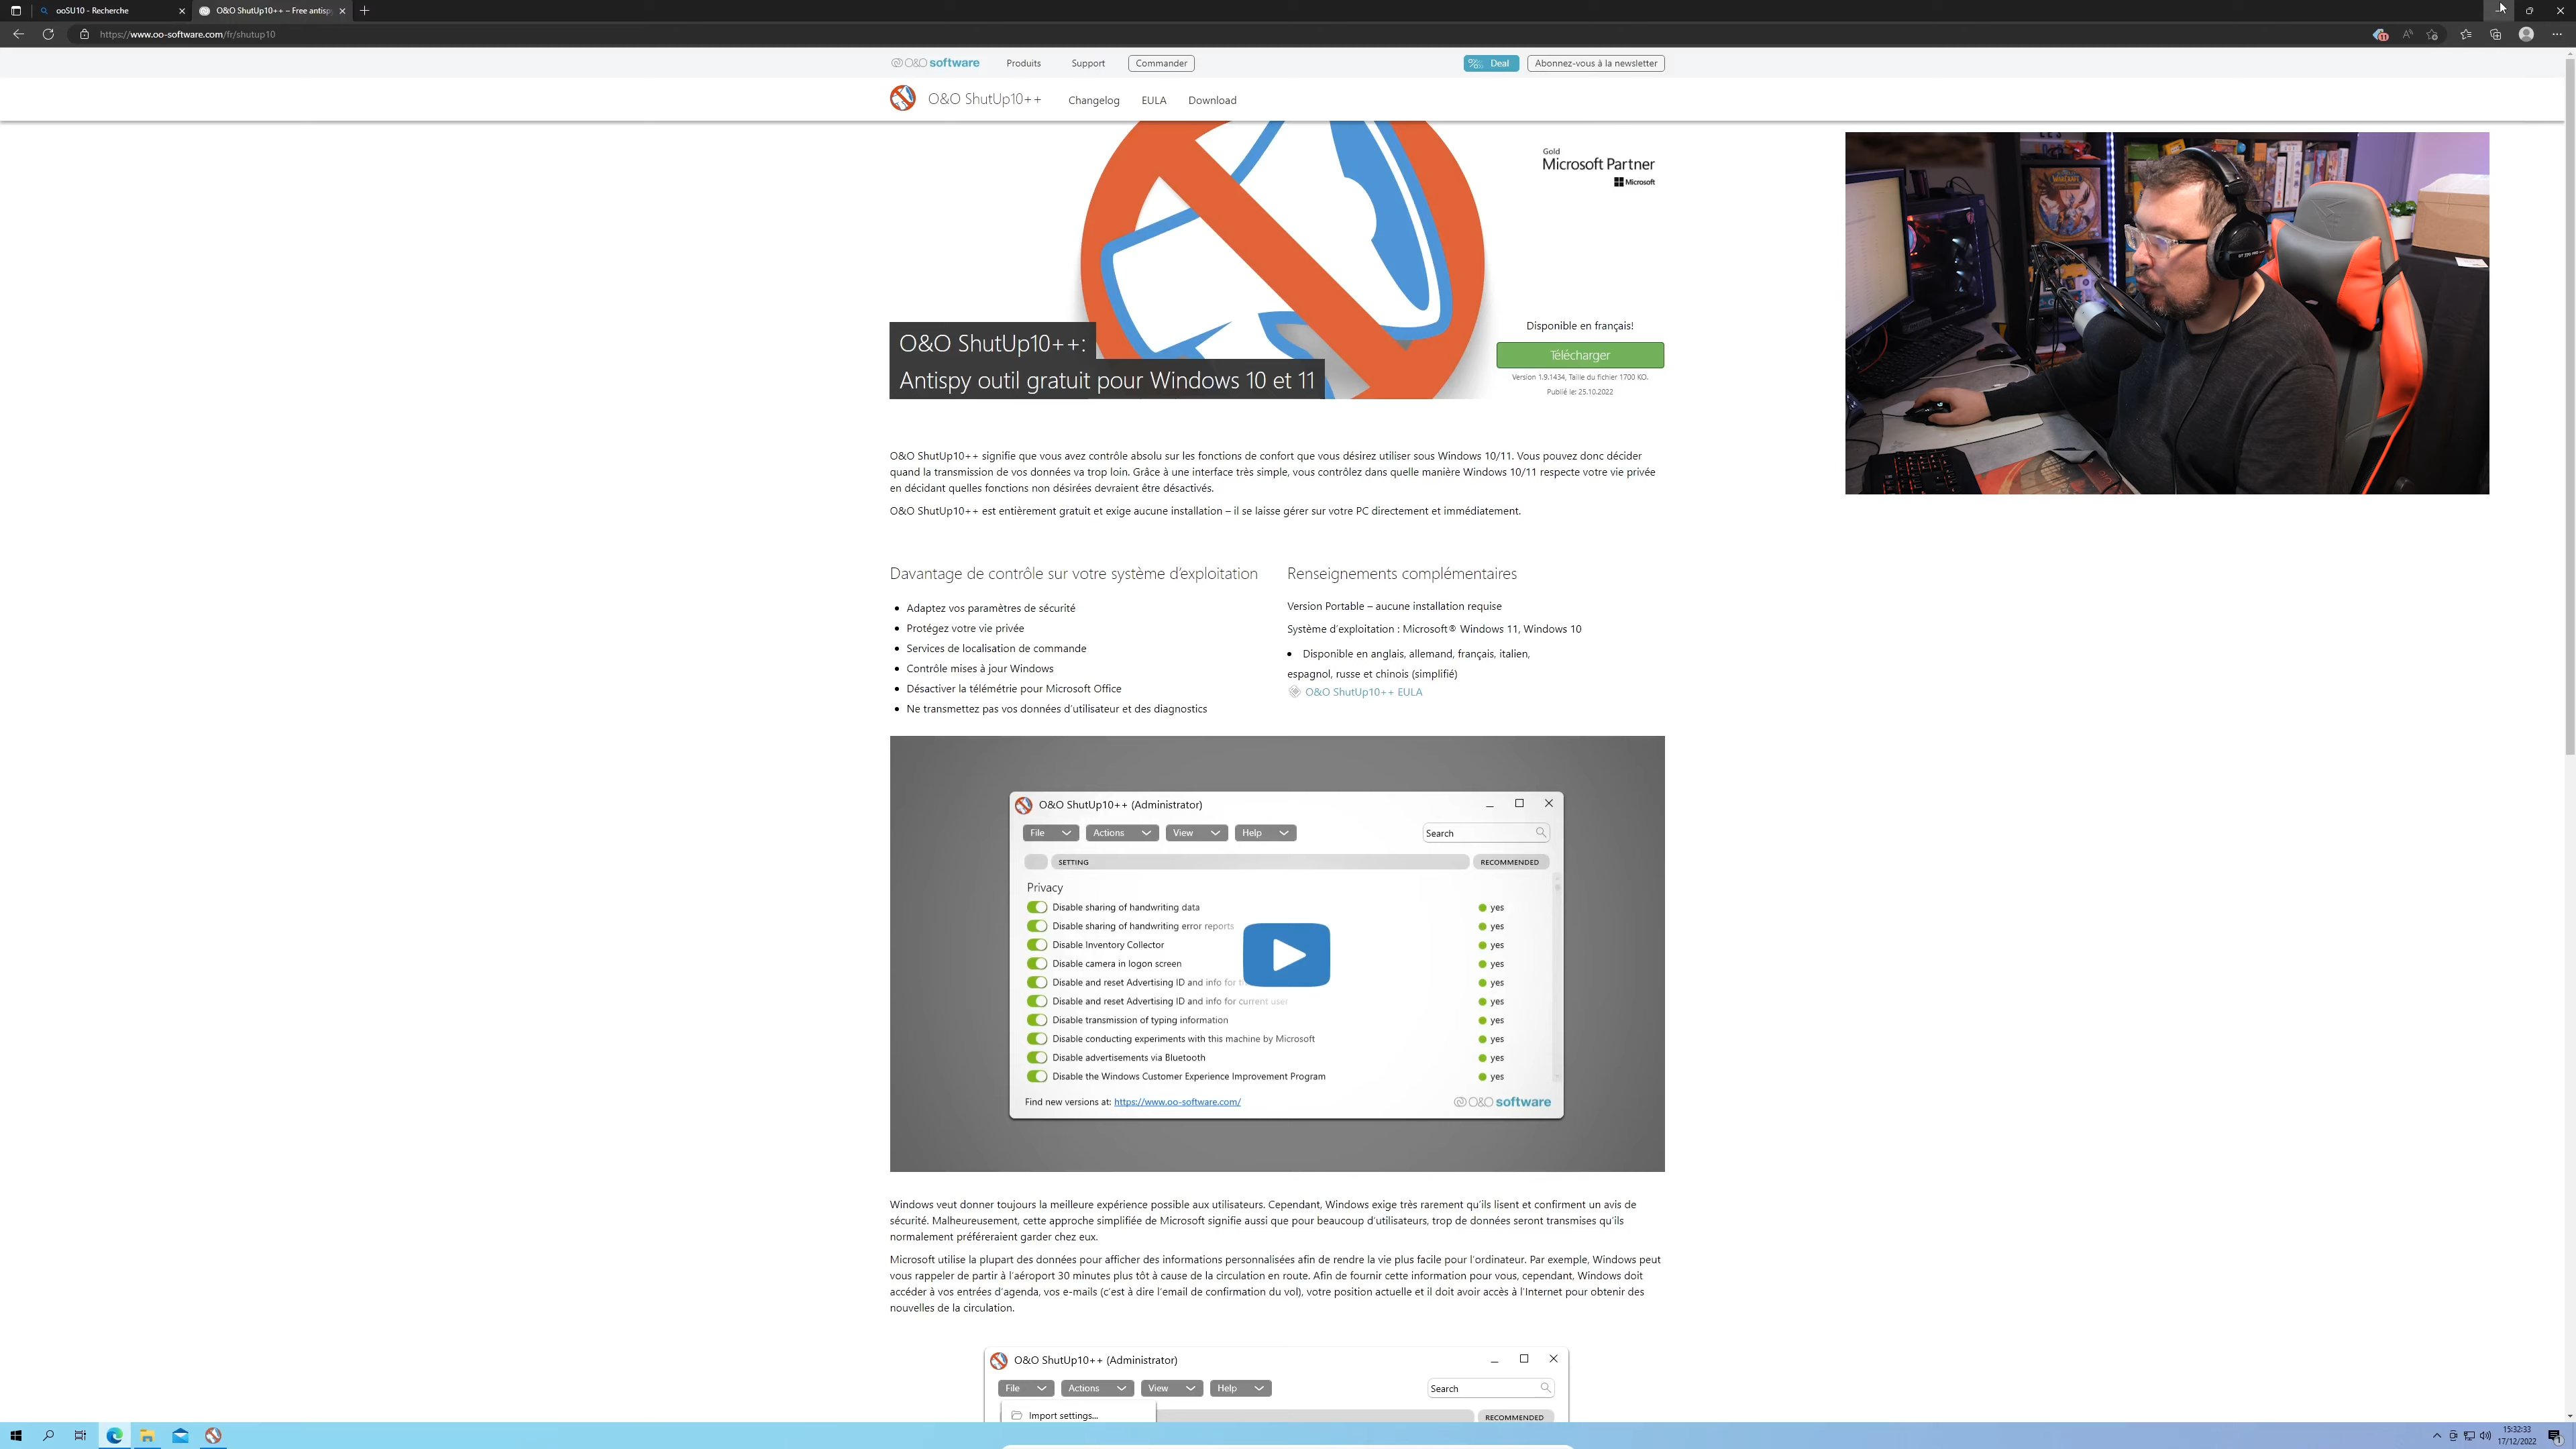 ooSU10 - Recherche
O&O ShutUp10++ – Free antispy
https://www.oo-software.com/fr/shutup10
11
O&O software
Produits
Support
Commander
Deal
Abonnez-vous à la newsletter
O&O ShutUp10++
Changelog
EULA
Download
Gold
Microsoft Partner
Microsoft
O&O ShutUp10++:
Antispy outil gratuit pour Windows 10 et 11
Disponible en français!
Télécharger
Version 1.9.1434, Taille du fichier 1700 KO.
Publié le: 25.10.2022
O&O ShutUp10++ signifie que vous avez contrôle absolu sur les fonctions de confort que vous désirez utiliser sous Windows 10/11. Vous pouvez donc décider
quand la transmission de vos données va trop loin. Grâce à une interface très simple, vous contrôlez dans quelle manière Windows 10/11 respecte votre vie privée
en décidant quelles fonctions non désirées devraient être désactivés.
O&O ShutUp10++ est entièrement gratuit et exige aucune installation – il se laisse gérer sur votre PC directement et immédiatement.
Davantage de contrôle sur votre système d'exploitation
Adaptez vos paramètres de sécurité
Protégez votre vie privée
Services de localisation de commande
Contrôle mises à jour Windows
Désactiver la télémétrie pour Microsoft Office
Ne transmettez pas vos données d'utilisateur et des diagnostics
Renseignements complémentaires
Version Portable – aucune installation requise
Système d'exploitation : Microsoft® Windows 11, Windows 10
Disponible en anglais, allemand, français, italien,
espagnol, russe et chinois (simplifié)
O&O ShutUp10++ EULA
O&O ShutUp10++ (Administrator)
File
Actions
View
Help
Search
SETTING
RECOMMENDED
Privacy
Disable sharing of handwriting data yes
Disable sharing of handwriting error reports yes
Disable Inventory Collector yes
Disable camera in logon screen yes
Disable and reset Advertising ID and info for yes
Disable and reset Advertising ID and info for current user yes
Disable transmission of typing information yes
Disable conducting experiments with this machine by Microsoft yes
Disable advertisements via Bluetooth yes
Disable the Windows Customer Experience Improvement Program yes
Find new versions at: https://www.oo-software.com/
O&O software
Windows veut donner toujours la meilleure expérience possible aux utilisateurs. Cependant, Windows exige très rarement qu'ils lisent et confirment un avis de
sécurité. Malheureusement, cette approche simplifiée de Microsoft signifie aussi que pour beaucoup d'utilisateurs, trop de données seront transmises qu'ils
normalement préféreraient garder chez eux.
Microsoft utilise la plupart des données pour afficher des informations personnalisées afin de rendre la vie plus facile pour l'ordinateur. Par exemple, Windows peut
vous rappeler de partir à l'aéroport 30 minutes plus tôt à cause de la circulation en route. Afin de fournir cette information pour vous, cependant, Windows doit
accéder à vos entrées d'agenda, vos e-mails (c'est à dire l'email de confirmation du vol), votre position actuelle et il doit avoir accès à l'Internet pour obtenir des
nouvelles de la circulation.
O&O ShutUp10++ (Administrator)
File
Actions
View
Help
Search
Import settings...
RECOMMENDED
15:32:33
17/12/2022